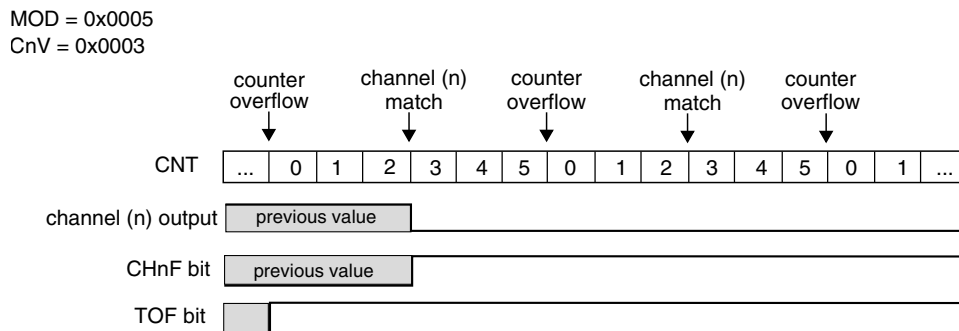 MOD = 0x0005
CnV = 0x0003
counter overflow
channel (n) match
counter overflow
channel (n) match
counter overflow
CNT ... 0 1 2 3 4 5 0 1 2 3 4 5 0 1 ...
channel (n) output previous value
CHnF bit previous value
TOF bit